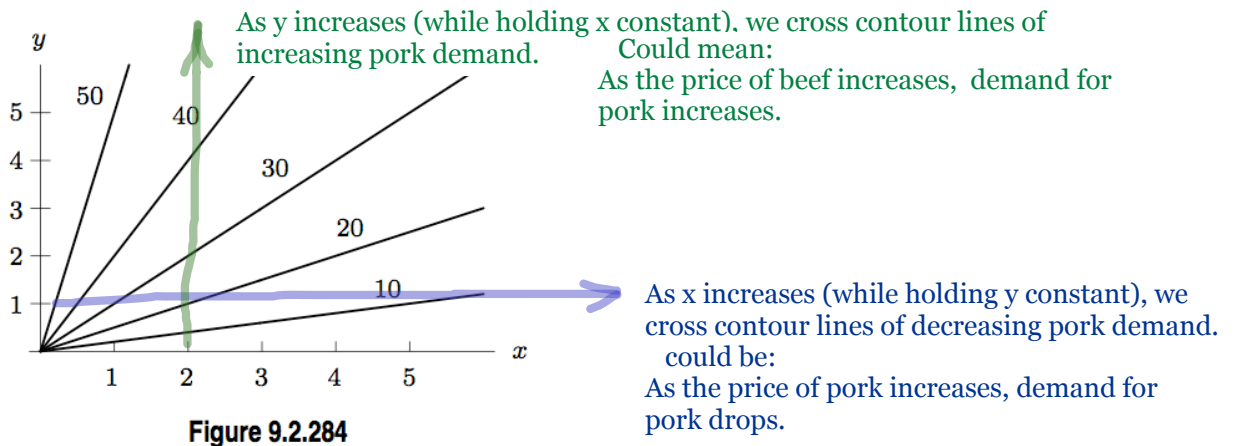 As y increases (while holding x constant), we cross contour lines of
increasing pork demand.
Could mean:
As the price of beef increases, demand for
pork increases.
y
50
40
30
20
10
5
4
3
2
1
1 2 3 4 5
x
As x increases (while holding y constant), we
cross contour lines of decreasing pork demand.
could be:
As the price of pork increases, demand for
pork drops.
Figure 9.2.284